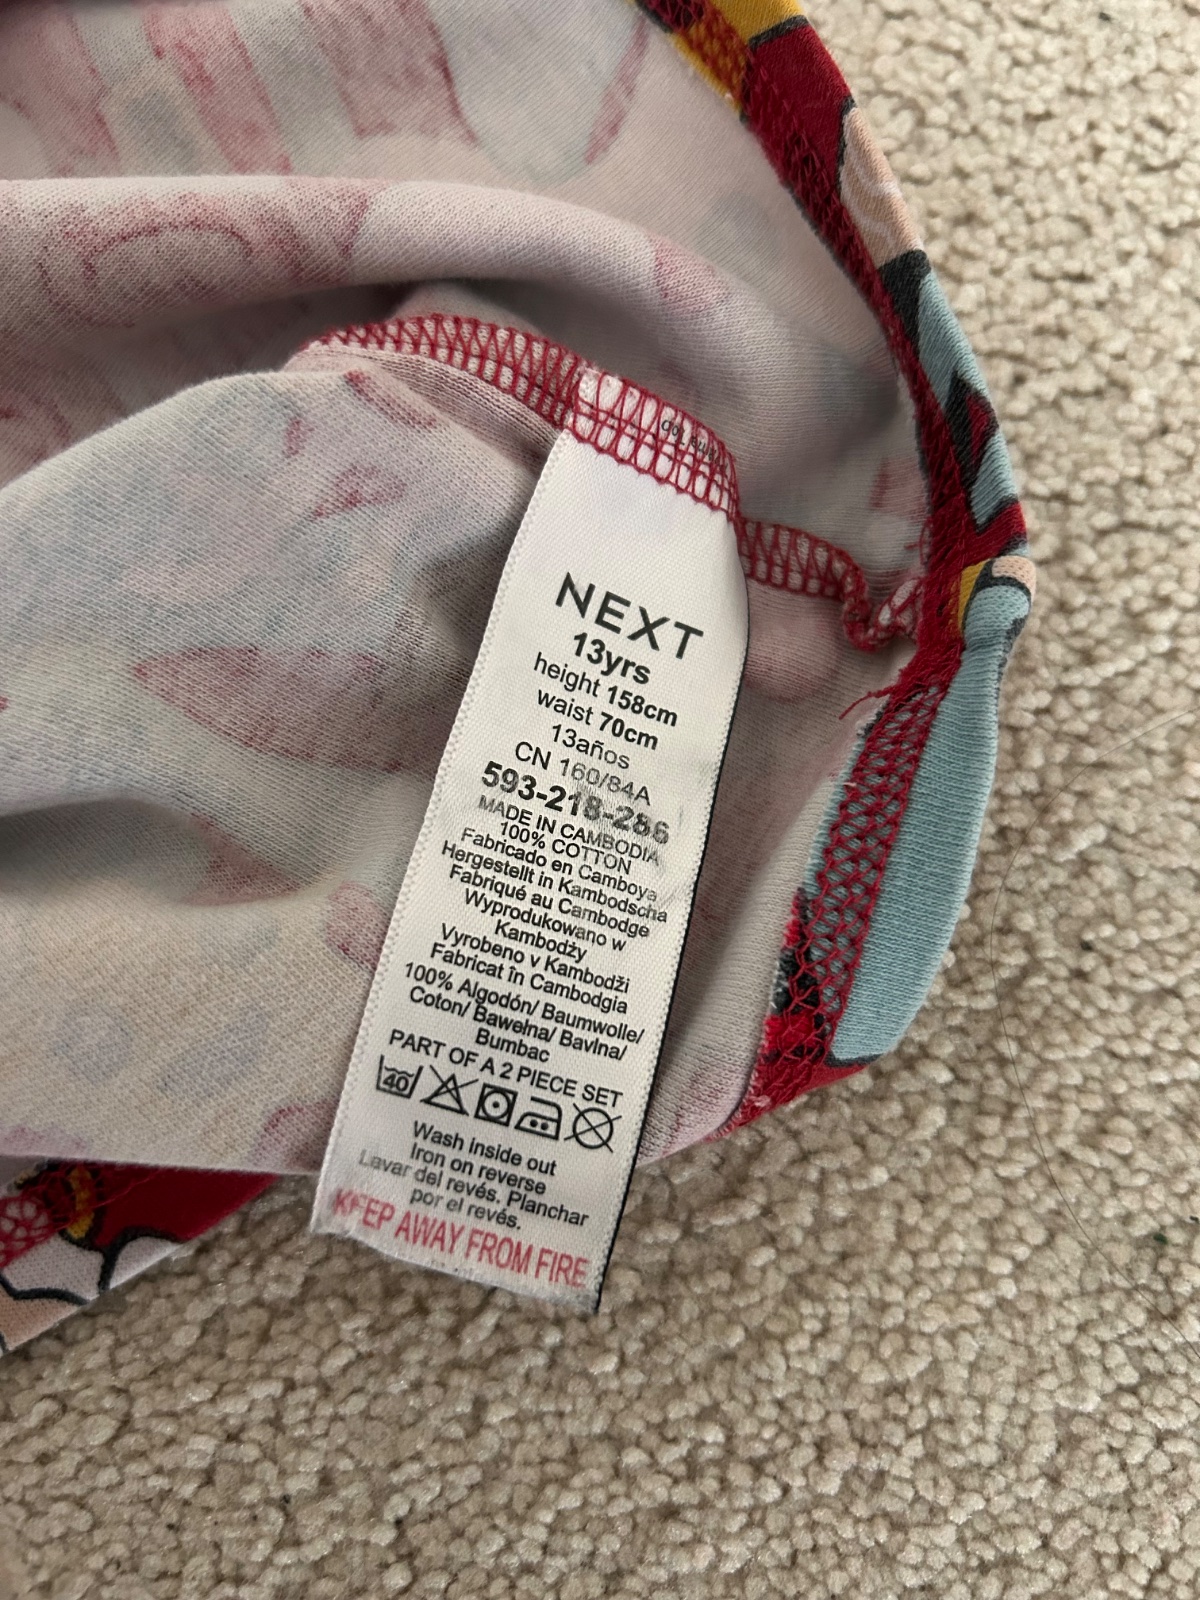 NEXT
13yrs
height 158cm
waist 70cm
13años
CN 160/84A
593-218-286
MADE IN CAMBODIA
100% COTTON
Fabricado en Camboya
Hergestellt in Kambodscha
Fabriqué au Cambodge
Wyprodukowano w
Kambodży
Vyrobeno v Kambodži
Fabricat în Cambodgia
100% Algodón/ Baumwolle/
Coton/ Bawełna/ Bavlna/
Bumbac
PART OF A 2 PIECE SET
40
Wash inside out
Iron on reverse
Lavar del revés. Planchar
por el revés.
KEEP AWAY FROM FIRE